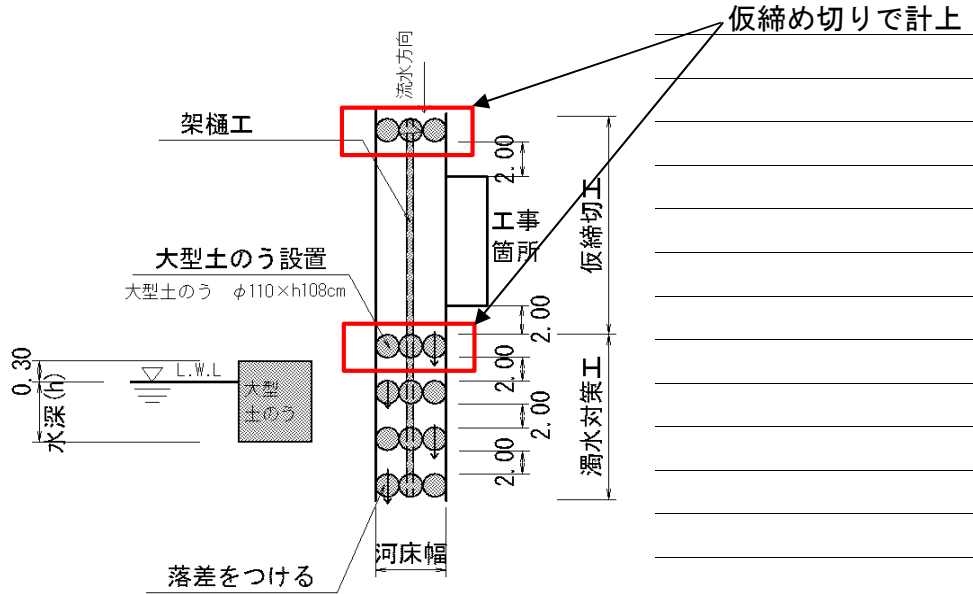 仮締め切りで計上
流水方向
架樋工
2.00
工事
箇所
仮締切工
大型土のう設置
大型土のう φ110×h108cm
2.00
0.30
L.W.L
水深(h)
大型
土のう
2.00
2.00
2.00
濁水対策工
河床幅
落差をつける